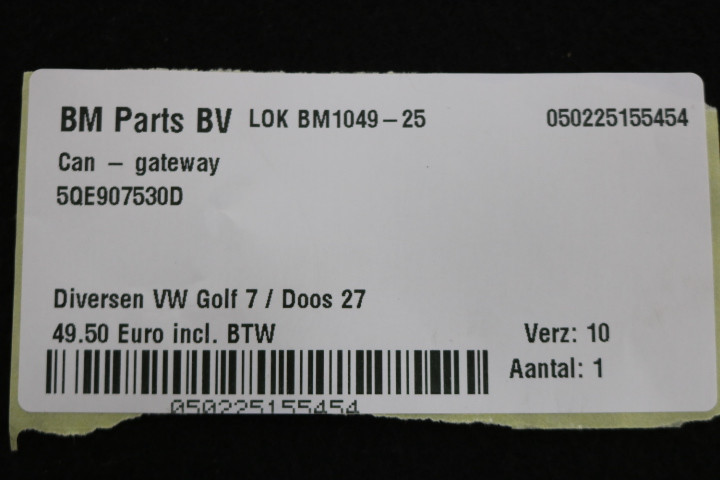 BM Parts BV LOK BM1049-25 050225155454
Can - gateway
5QE907530D
Diversen VW Golf 7 / Doos 27
49.50 Euro incl. BTW Verz: 10
Aantal: 1
050225155454